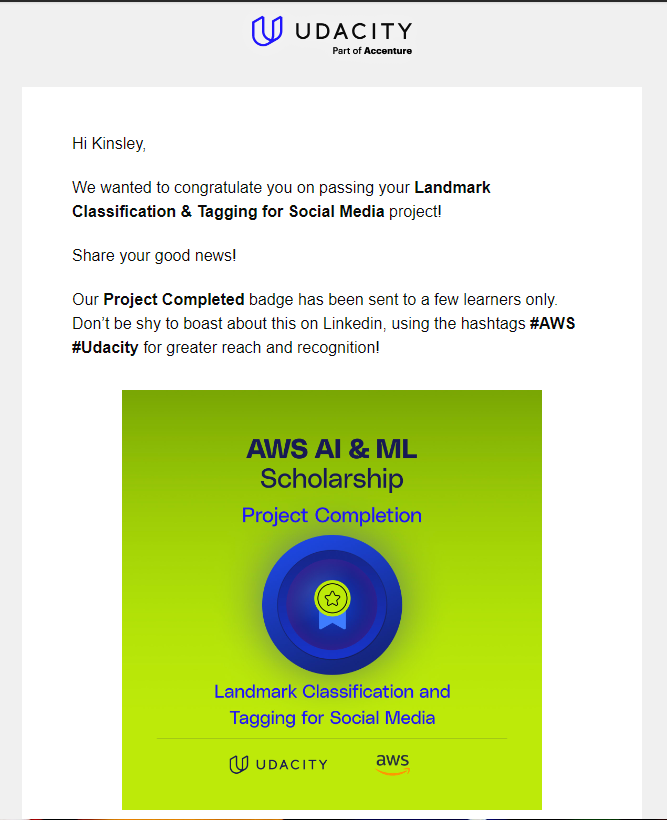 UDACITY
Part of Accenture
Hi Kinsley,
We wanted to congratulate you on passing your Landmark
Classification & Tagging for Social Media project!
Share your good news!
Our Project Completed badge has been sent to a few learners only.
Don’t be shy to boast about this on Linkedin, using the hashtags #AWS
#Udacity for greater reach and recognition!
AWS AI & ML
Scholarship
Project Completion
Landmark Classification and
Tagging for Social Media
UDACITY
aws